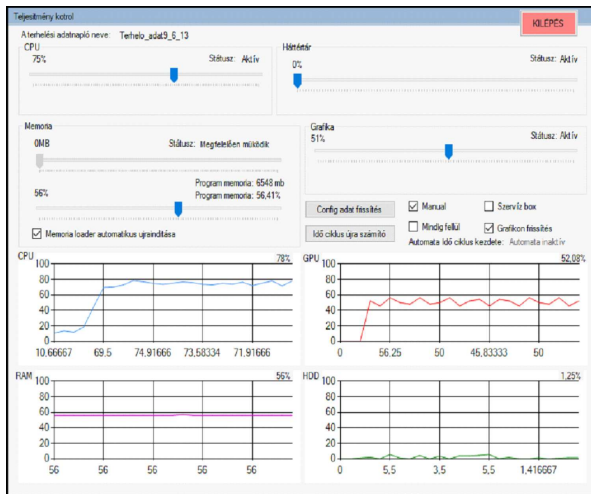 Teljesítmény kotrol
KILÉPÉS
A terhelési adatnapló neve: Terhelo_adat9_6_13
CPU
75%
Státusz: Aktív
Háttértár
0%
Státusz: Aktív
Memoria
0MB
Státusz: Megfelelően működik
Program memoria: 6548 mb
56%
Program memoria: 56,41%
Memoria loader automatikus ujraindítása
Grafika
51%
Státusz: Aktív
Config adat frissítés
Manual
Szervíz box
Idő ciklus újra számító
Mindig fellül
Grafikon frissítés
Automata Idő ciklus kezdete: Automata inaktív
CPU
78%
100
80
60
40
20
0
10,66667 69,5 74,91666 73,58334 71,91666
GPU
52,08%
100
80
60
40
20
0
0 56,25 50 45,83333 50
RAM
56%
100
80
60
40
20
0
56 56 56 56 56
HDD
1,25%
100
80
60
40
20
0
0 5,5 3,5 5,5 1,416667